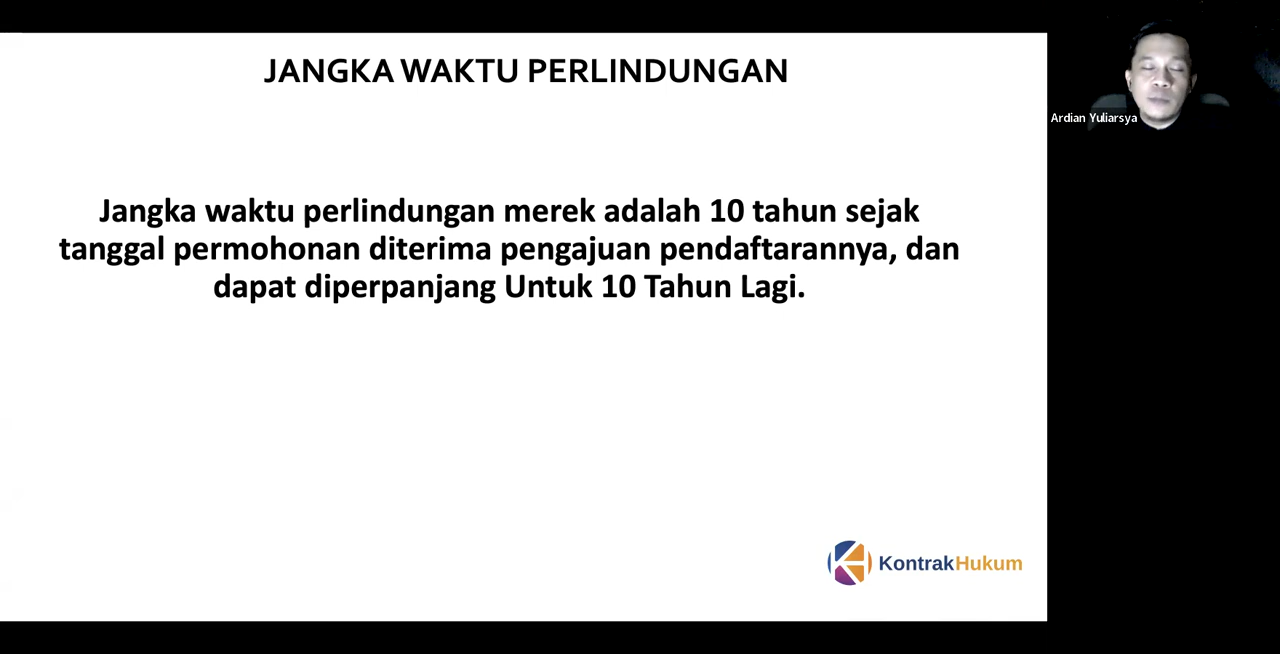 JANGKA WAKTU PERLINDUNGAN
Ardian Yuliarsya
Jangka waktu perlindungan merek adalah 10 tahun sejak
tanggal permohonan diterima pengajuan pendaftarannya, dan
dapat diperpanjang Untuk 10 Tahun Lagi.
KontrakHukum